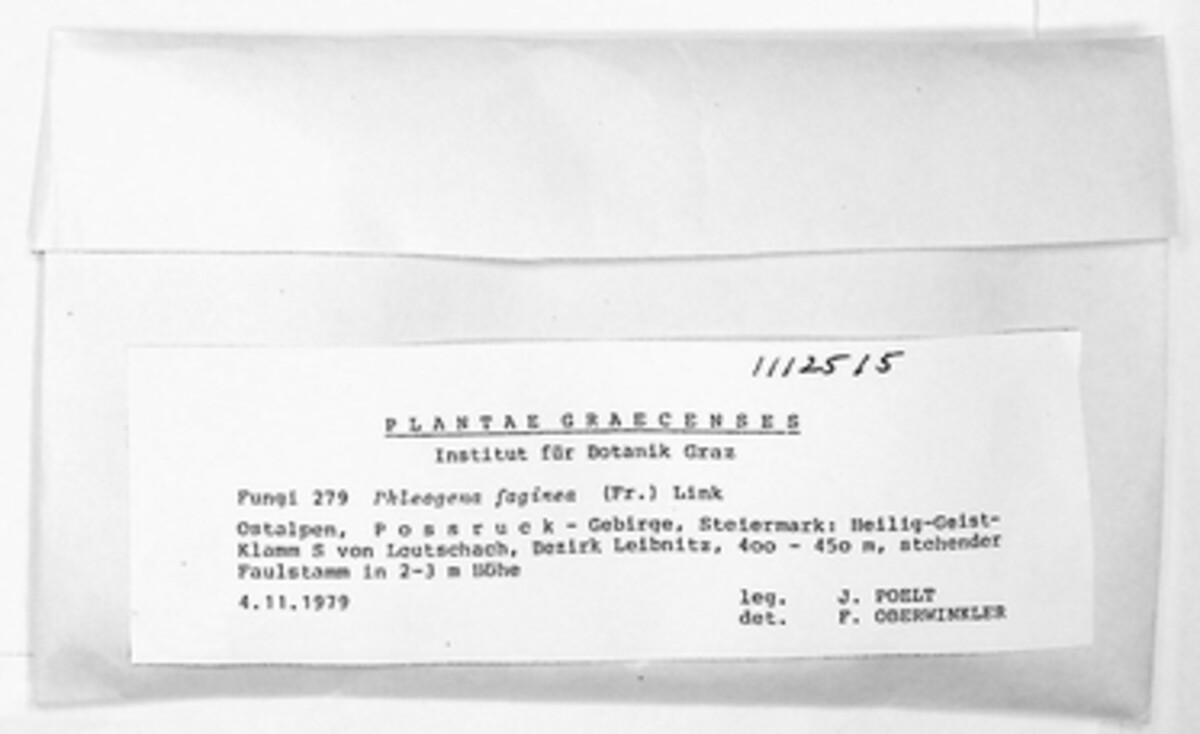 1112515
PLANTAE GRAECENSES
Institut für Botanik Graz
Fungi 279 Phleogena faginea (Fr.) Link
Ostalpen, Possruck - Gebirge, Steiermark: Heilig-Geist-
Klamm S von Leutschach, Bezirk Leibnitz, 400 - 450 m, stehender
Faulstamm in 2-3 m Höhe
4.11.1979
leg. J. POELT
det. F. OBERWINKLER